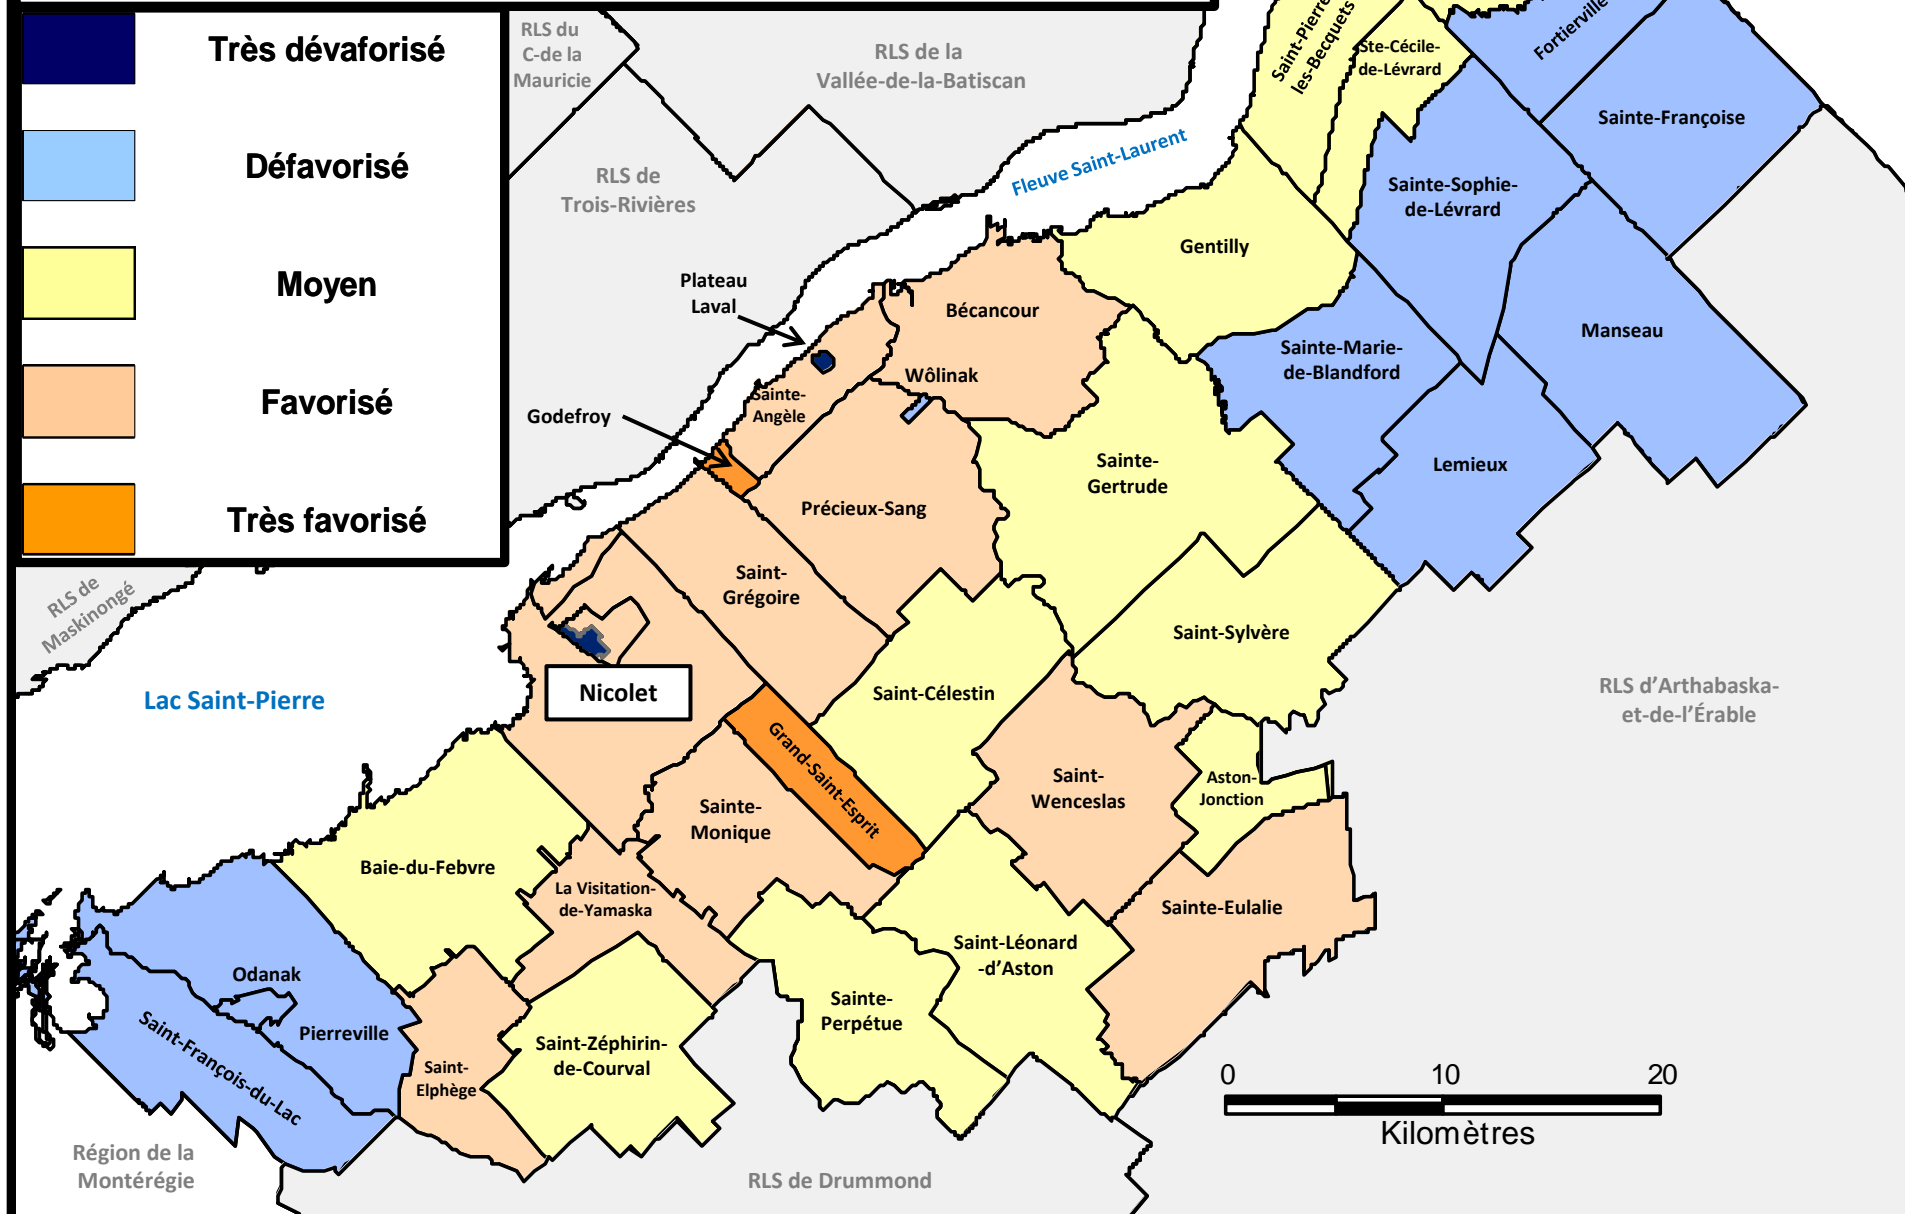 Très dévaforisé
Défavorisé
Moyen
Favorisé
Très favorisé
RLS du
C-de la
Mauricie
RLS de la
Vallée-de-la-Batiscan
RLS de
Trois-Rivières
Fleuve Saint-Laurent
Saint-Pierre
les-Becquets
Ste-Cécile-
de-Lévrard
Fortierville
Sainte-Françoise
Sainte-Sophie-
de-Lévrard
Gentilly
Manseau
Plateau
Laval
Bécancour
Sainte-Marie-
de-Blandford
Wôlinak
Sainte-
Angèle
Godefroy
Sainte-
Gertrude
Lemieux
Précieux-Sang
Saint-
Grégoire
RLS de
Maskinongé
Saint-Sylvère
Nicolet
Saint-Célestin
Lac Saint-Pierre
RLS d'Arthabaska-
et-de-l'Érable
Grand-Saint-Esprit
Saint-
Wenceslas
Aston-
Jonction
Sainte-
Monique
Baie-du-Febvre
La Visitation-
de-Yamaska
Sainte-Eulalie
Saint-Léonard
-d'Aston
Odanak
Sainte-
Perpétue
Pierreville
Saint-François-du-Lac
Saint-Zéphirin-
de-Courval
Saint-
Elphège
0 10 20
Kilomètres
Région de la
Montérégie
RLS de Drummond